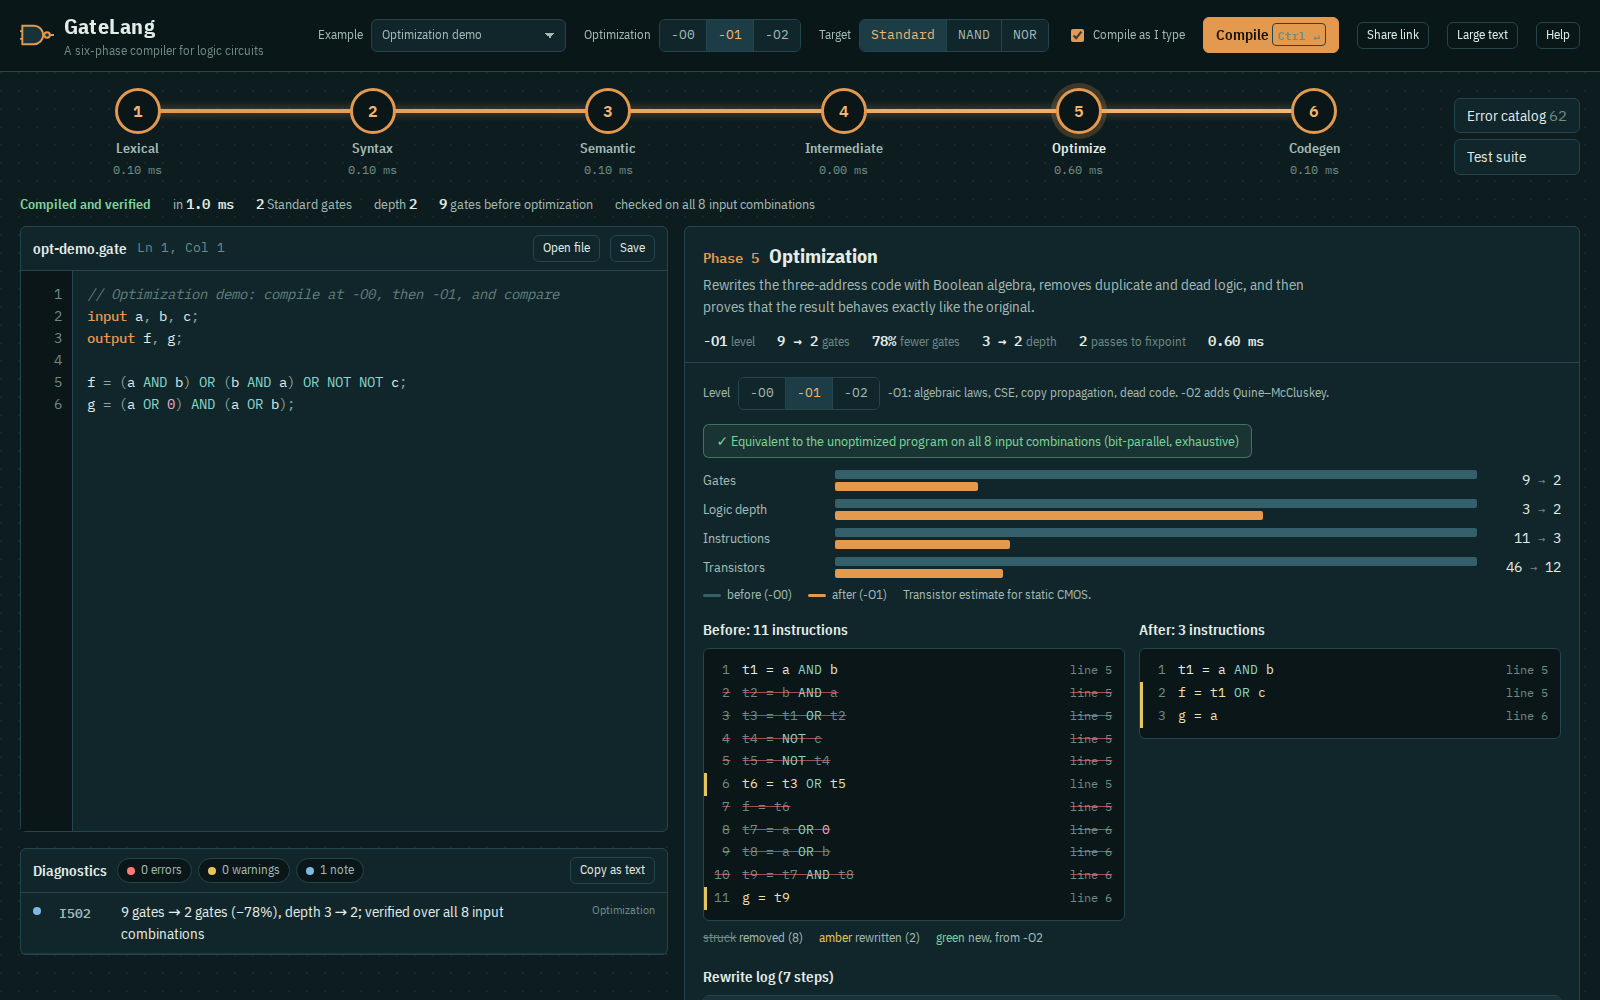 GateLang
A six-phase compiler for logic circuits
Example Optimization demo Optimization -O0 -O1 -O2 Target Standard NAND NOR Compile as I type Compile Ctrl ↵ Share link Large text Help
1 2 3 4 5 6
Lexical Syntax Semantic Intermediate Optimize Codegen
0.10 ms 0.10 ms 0.10 ms 0.00 ms 0.60 ms 0.10 ms
Error catalog 62
Test suite
Compiled and verified in 1.0 ms 2 Standard gates depth 2 9 gates before optimization checked on all 8 input combinations
opt-demo.gate Ln 1, Col 1 Open file Save
1 // Optimization demo: compile at -O0, then -O1, and compare
2 input a, b, c;
3 output f, g;
4
5 f = (a AND b) OR (b AND a) OR NOT NOT c;
6 g = (a OR 0) AND (a OR b);
Diagnostics 0 errors 0 warnings 1 note Copy as text
I502 9 gates → 2 gates (−78%), depth 3 → 2; verified over all 8 input Optimization
combinations
Phase 5 Optimization
Rewrites the three-address code with Boolean algebra, removes duplicate and dead logic, and then
proves that the result behaves exactly like the original.
-O1 level 9 → 2 gates 78% fewer gates 3 → 2 depth 2 passes to fixpoint 0.60 ms
Level -O0 -O1 -O2 -O1: algebraic laws, CSE, copy propagation, dead code. -O2 adds Quine–McCluskey.
✓ Equivalent to the unoptimized program on all 8 input combinations (bit-parallel, exhaustive)
Gates 9 → 2
Logic depth 3 → 2
Instructions 11 → 3
Transistors 46 → 12
before (-O0) after (-O1) Transistor estimate for static CMOS.
Before: 11 instructions
1 t1 = a AND b line 5
2 t2 = b AND a line 5
3 t3 = t1 OR t2 line 5
4 t4 = NOT c line 5
5 t5 = NOT t4 line 5
6 t6 = t3 OR t5 line 5
7 f = t6 line 5
8 t7 = a OR 0 line 6
9 t8 = a OR b line 6
10 t9 = t7 AND t8 line 6
11 g = t9 line 6
After: 3 instructions
1 t1 = a AND b line 5
2 f = t1 OR c line 5
3 g = a line 6
struck removed (8) amber rewritten (2) green new, from -O2
Rewrite log (7 steps)